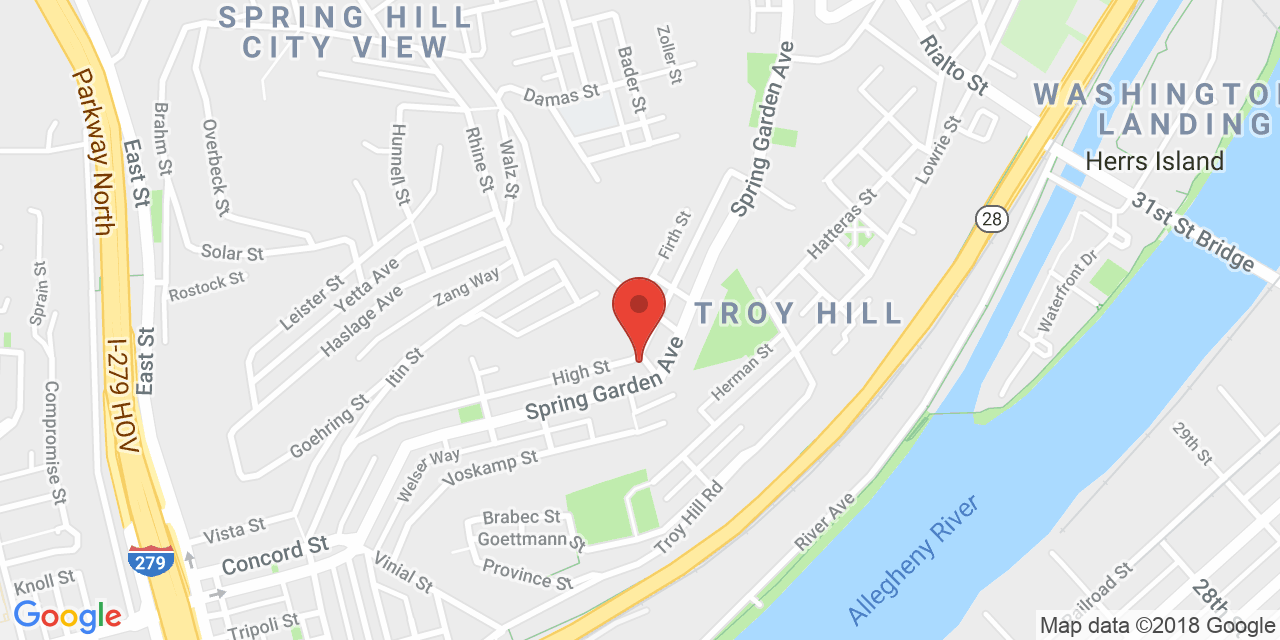 SPRING HILL
CITY VIEW
Zoller St
Bader St
Damas St
Spring Garden Ave
Rialto St
WASHINGTON
LANDING
Herrs Island
31st St Bridge
Parkway North
East St
Brahm St
Overbeck St
Hunnell St
Rhine St
Walz St
Lowrie St
28
Hatteras St
Firth St
Solar St
Rostock St
Leister St
Yetta Ave
Haslage Ave
Zang Way
Waterfront Dr
Spring Garden Ave
TROY HILL
Herman St
High St
Itin St
East St
I-279 HOV
Compromise St
Goehring St
Welser Way
Voskamp St
29th St
Brabec St
Goettmann St
Province St
Troy Hill Rd
River Ave
Allegheny River
Vista St
Concord St
Vinial St
279
Knoll St
Tripoli St
Google
Map data ©2018 Google